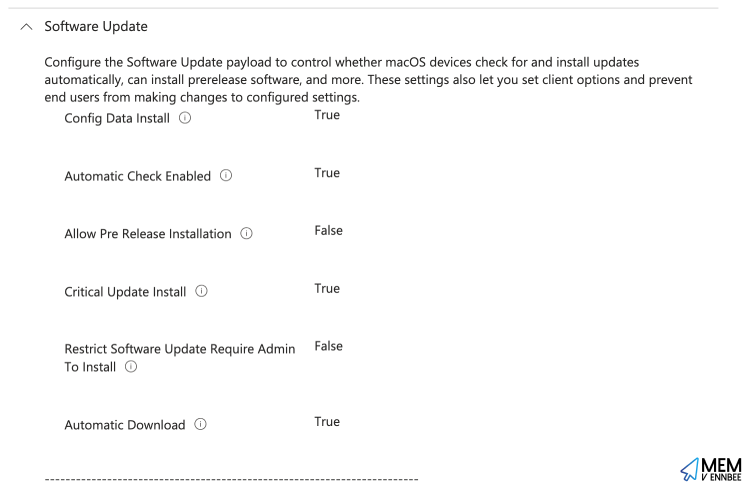 Software Update
Configure the Software Update payload to control whether macOS devices check for and install updates
automatically, can install prerelease software, and more. These settings also let you set client options and prevent
end users from making changes to configured settings.
Config Data Install True
Automatic Check Enabled True
Allow Pre Release Installation False
Critical Update Install True
Restrict Software Update Require Admin False
To Install
Automatic Download True
MEM
V ENNBEE